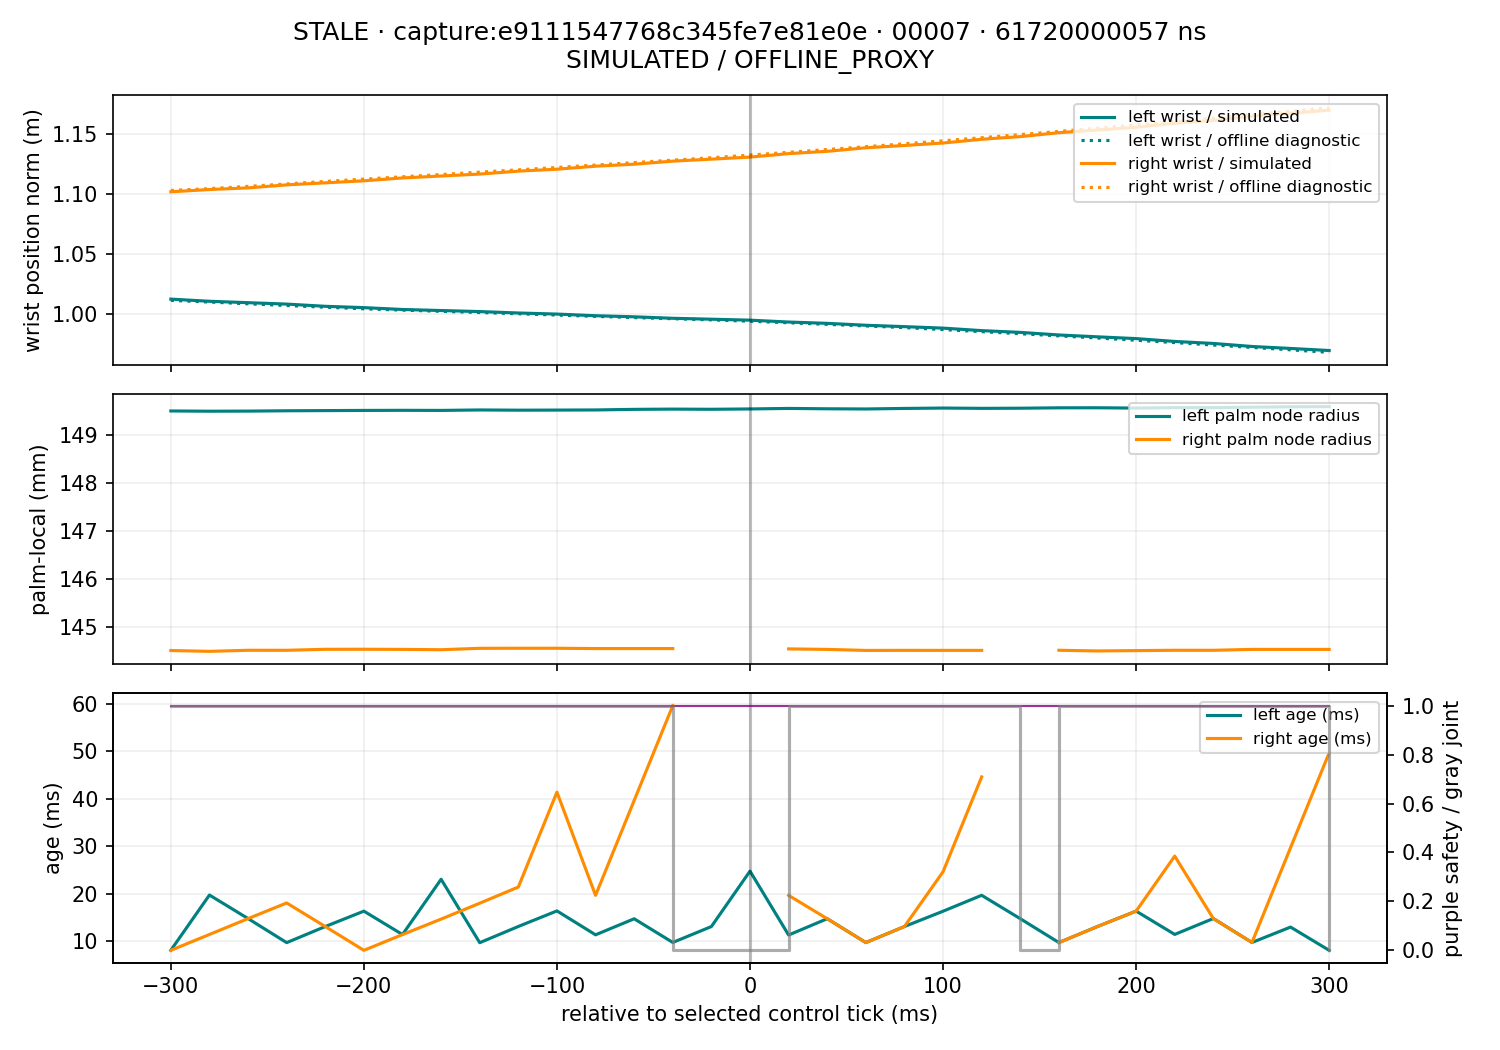 STALE · capture:e9111547768c345fe7e81e0e · 00007 · 61720000057 ns
SIMULATED / OFFLINE_PROXY
wrist position norm (m)
1.15
1.10
1.05
1.00
left wrist / simulated
left wrist / offline diagnostic
right wrist / simulated
right wrist / offline diagnostic
palm-local (mm)
149
148
147
146
145
left palm node radius
right palm node radius
age (ms)
60
50
40
30
20
10
left age (ms)
right age (ms)
1.0
0.8
0.6
0.4
0.2
0.0
purple safety / gray joint
−300
−200
−100
0
100
200
300
relative to selected control tick (ms)